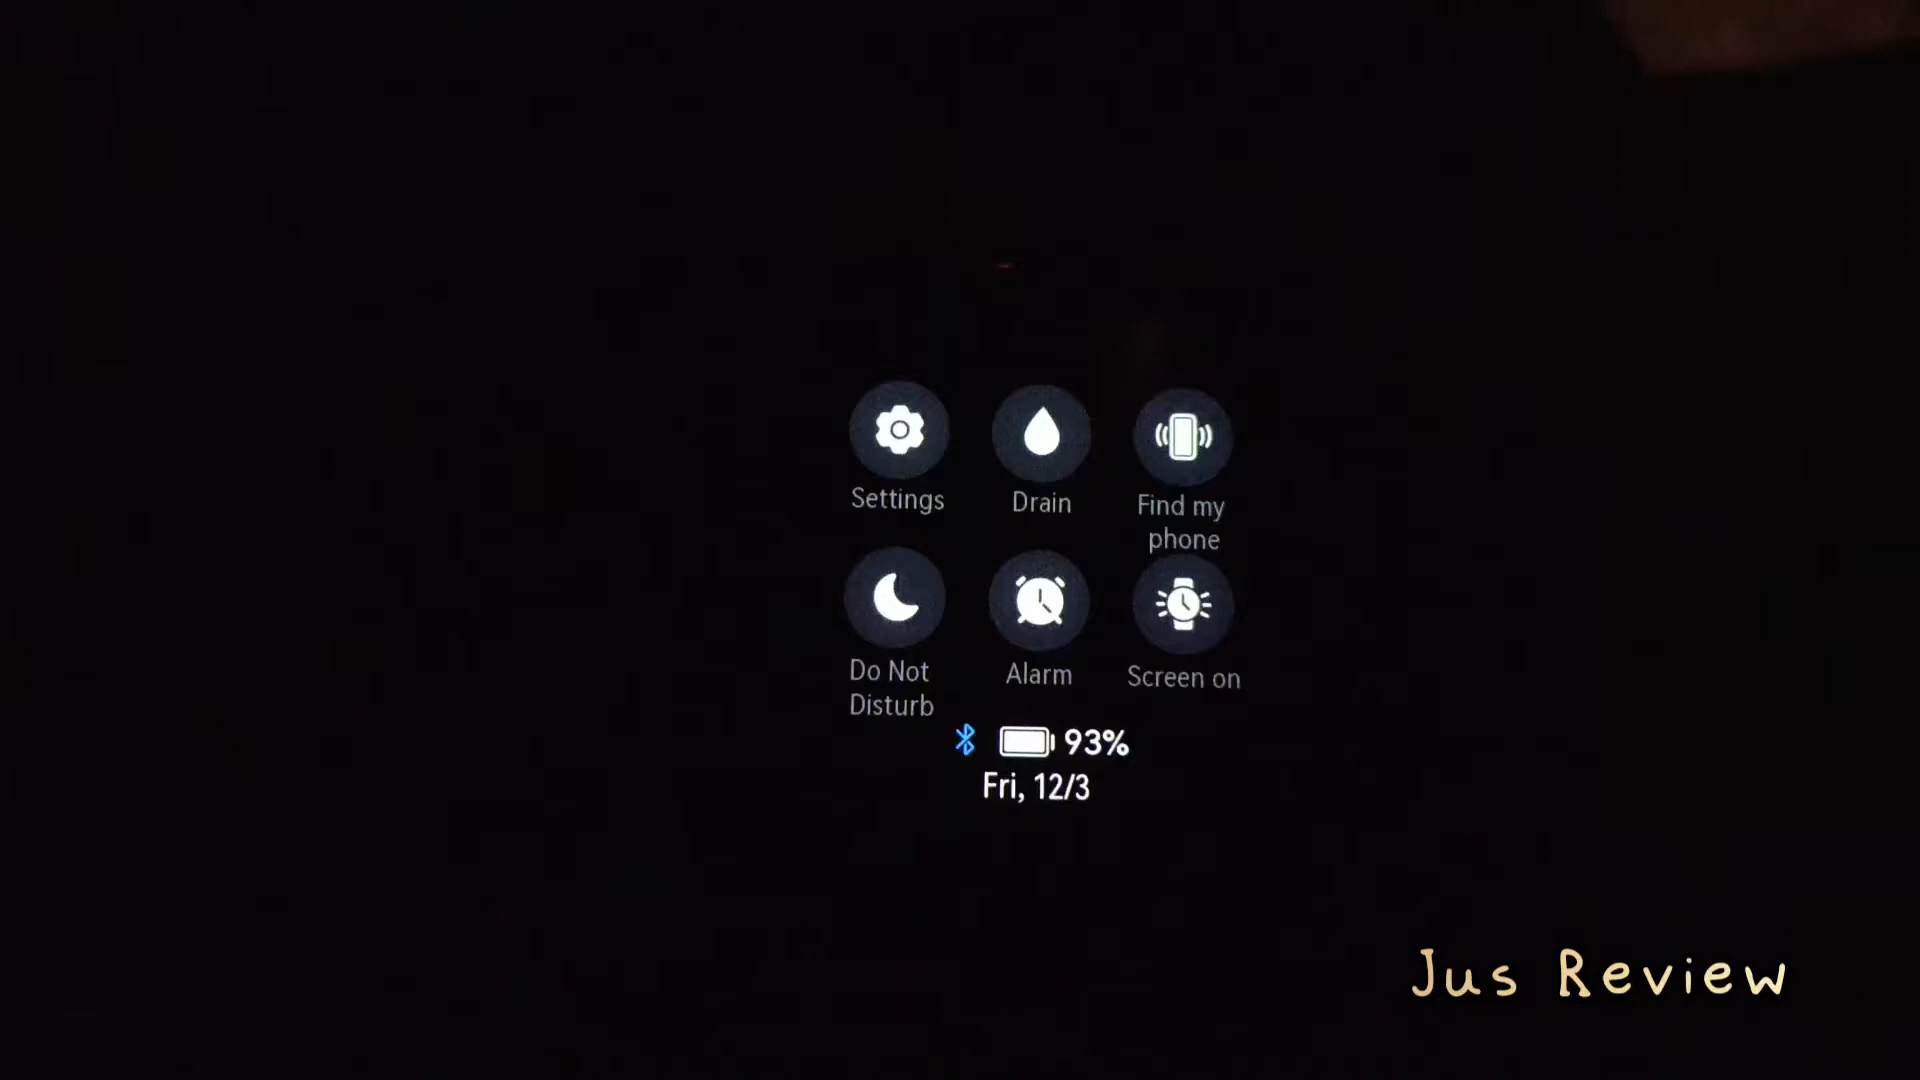 Settings
Drain
Find my
phone
Do Not
Disturb
Alarm
Screen on
93%
Fri, 12/3
Jus Review